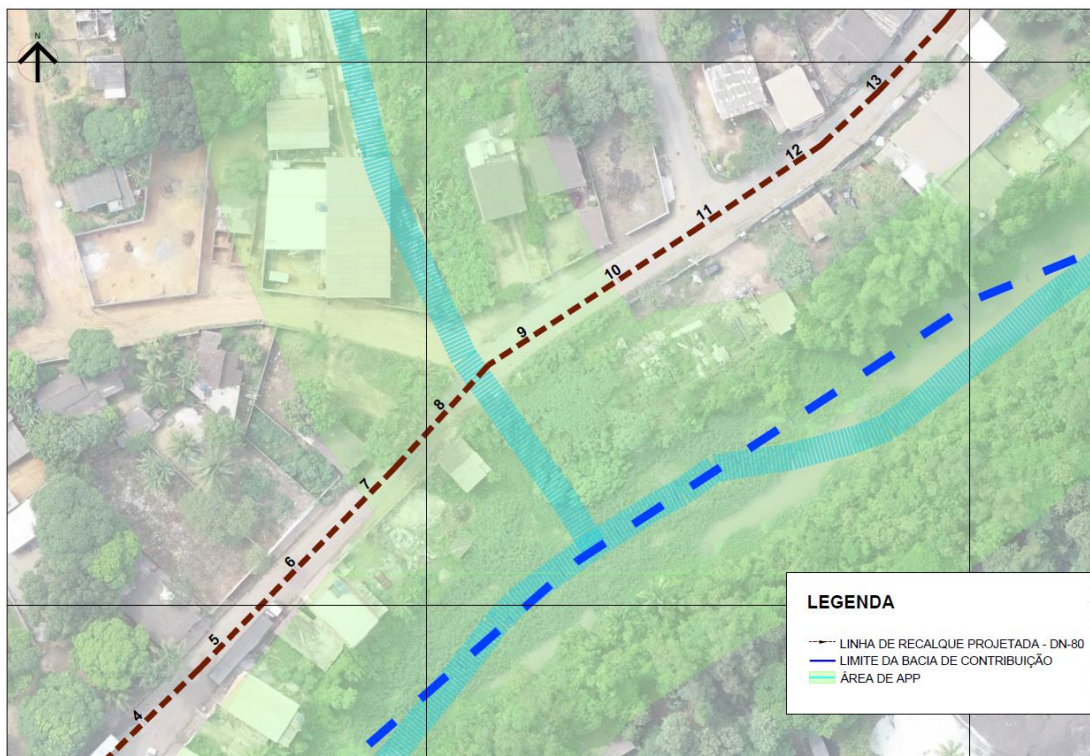 N
13
12
11
10
9
8
7
6
5
4
LEGENDA
LINHA DE RECALQUE PROJETADA - DN-80
LIMITE DA BACIA DE CONTRIBUIÇÃO
ÁREA DE APP